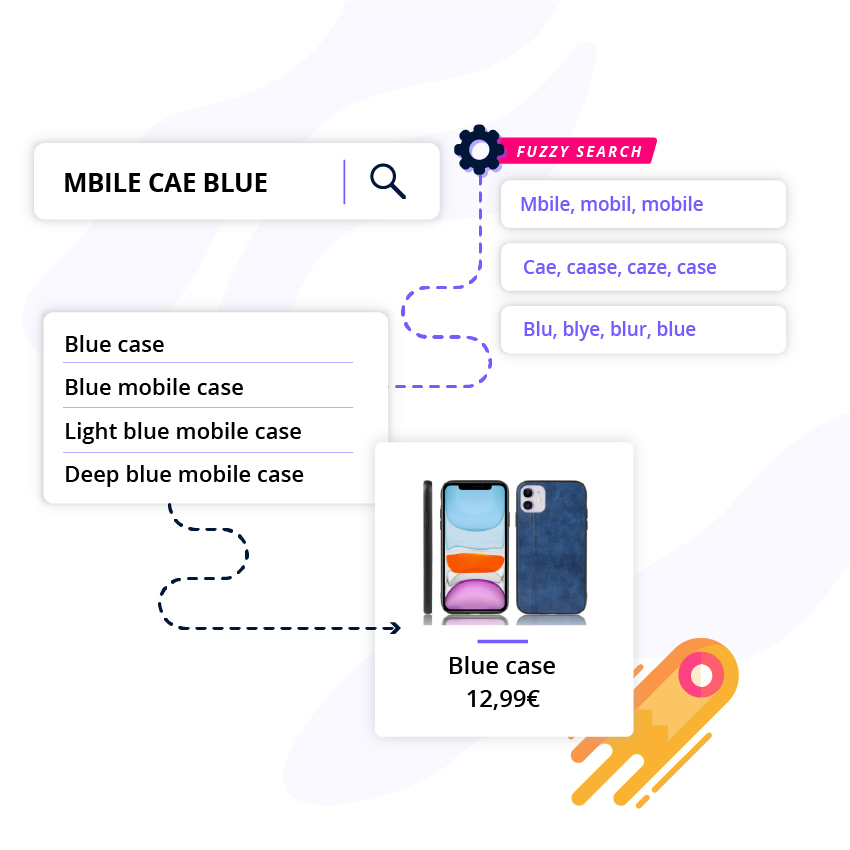 MBILE CAE BLUE
FUZZY SEARCH
Mbile, mobil, mobile
Cae, caase, caze, case
Blu, blye, blur, blue
Blue case
Blue mobile case
Light blue mobile case
Deep blue mobile case
Blue case
12,99€